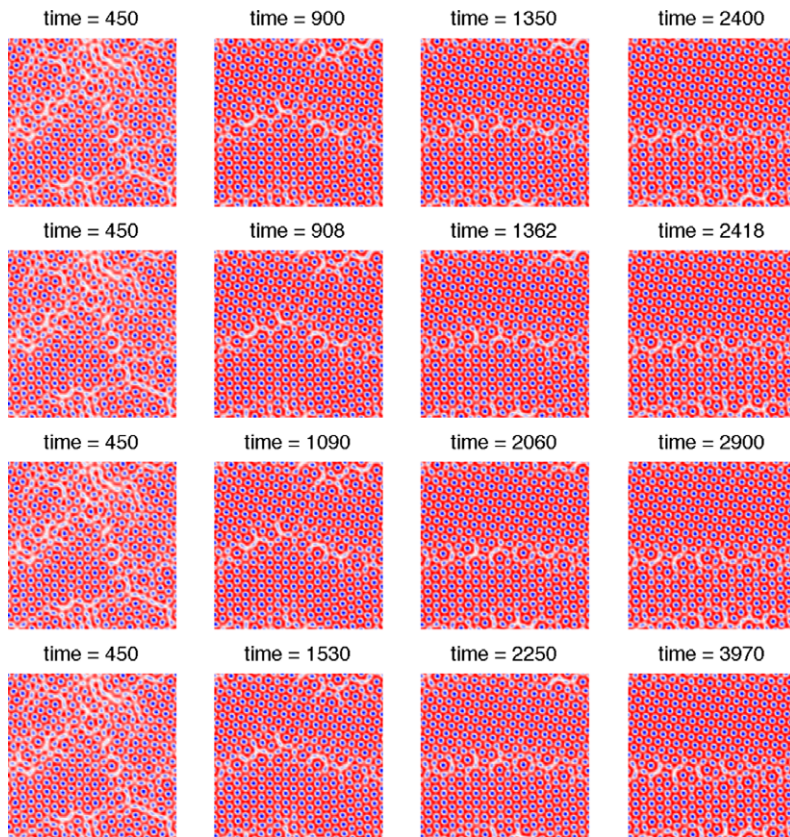 time = 450 time = 900 time = 1350 time = 2400
time = 450 time = 908 time = 1362 time = 2418
time = 450 time = 1090 time = 2060 time = 2900
time = 450 time = 1530 time = 2250 time = 3970